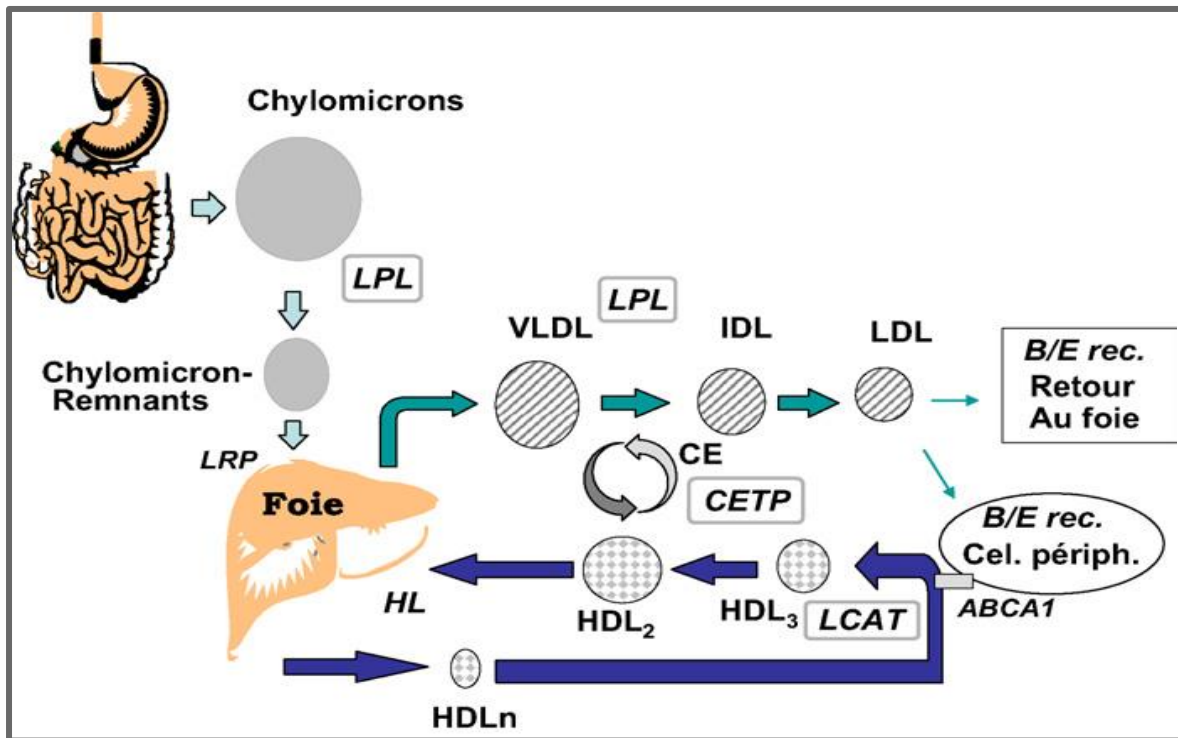 Chylomicrons
LPL
Chylomicron-
Remnants
LRP
Foie
VLDL
LPL
IDL
LDL
B/E rec.
Retour
Au foie
CE
CETP
B/E rec.
Cel. périph.
ABCA1
HL
HDL₂
HDL₃
LCAT
HDLn